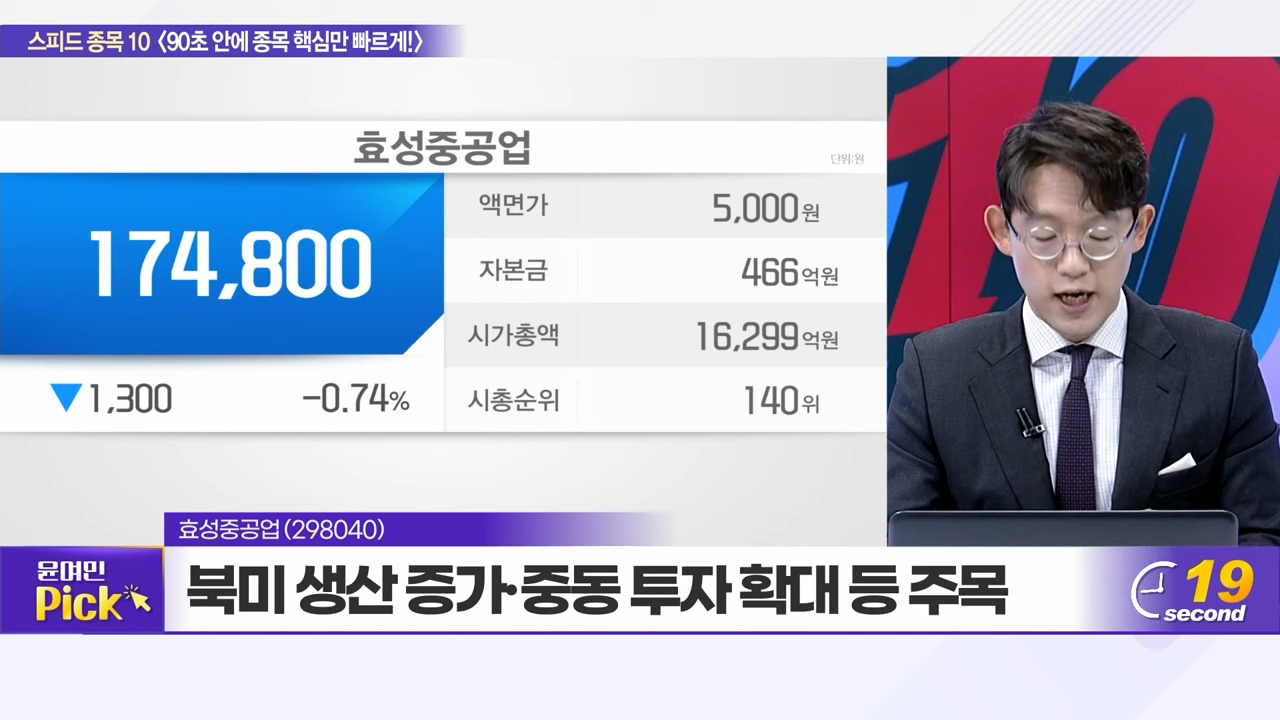 스피드 종목 10 <90초 안에 종목 핵심만 빠르게!>
효성중공업
단위:원
174,800
▼1,300 -0.74%
액면가 5,000원
자본금 466억원
시가총액 16,299억원
시총순위 140위
10
효성중공업(298040)
윤여민
Pick
북미 생산 증가·중동 투자 확대 등 주목
19
second